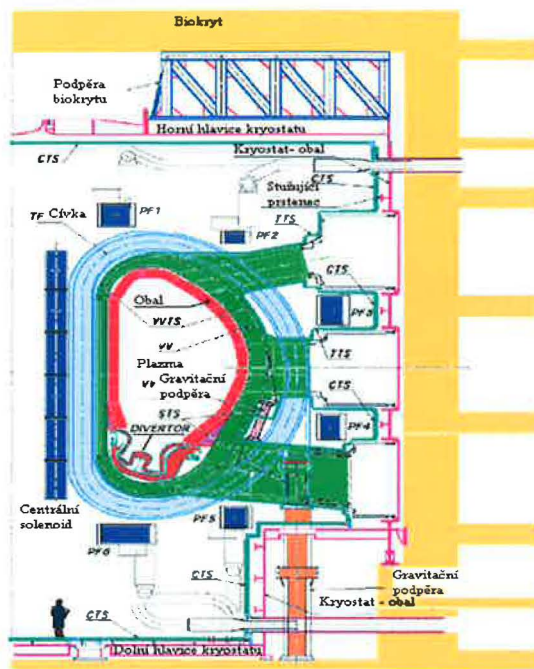 Biokryt
Podpěra
biokrytu
Horní hlavice kryostatu
CTS
Kryostat- obal
CTS
Stužující
prstenec
TTS
TF Cívka
PF1
PF2
CTS
Obal
VVTS
PF3
VV
TTS
Plazma
VV
Gravitační
podpěra
CTS
STS
DIVERTOR
PF4
Centrální
solenoid
PF5
PF6
CTS
Gravitační
podpěra
Kryostat - obal
CTS
Dolní hlavice kryostatu